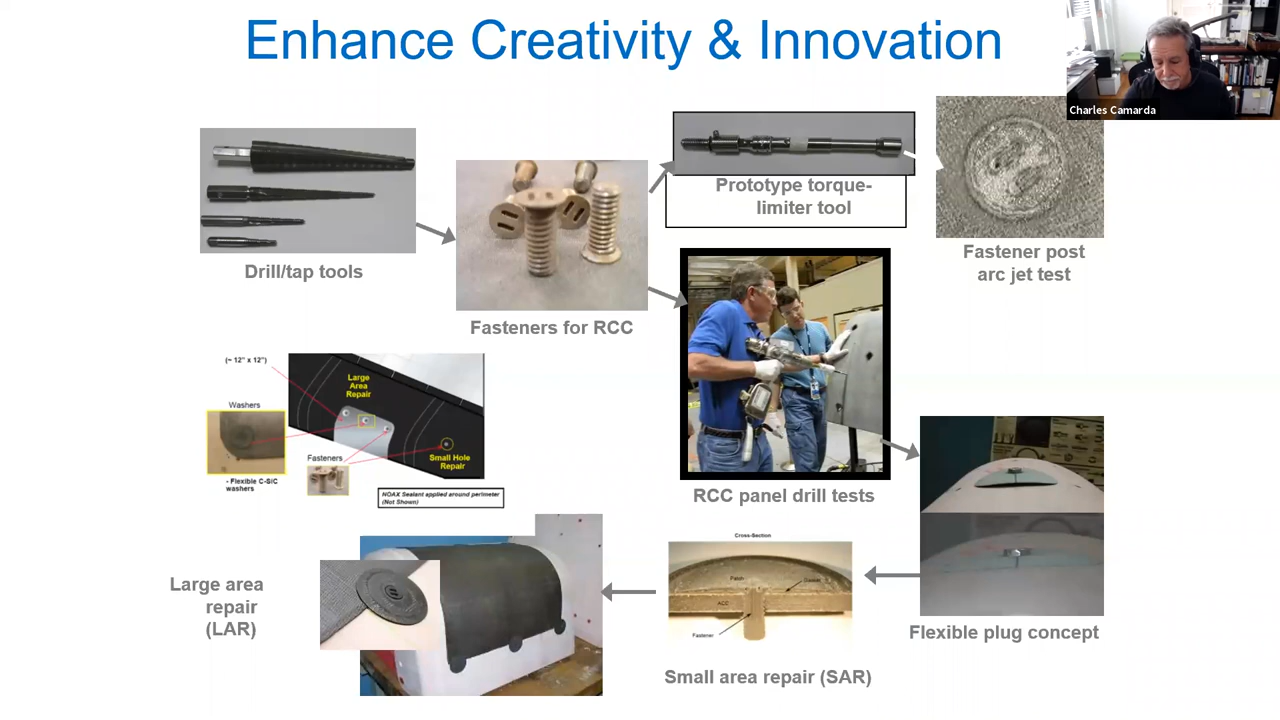 Enhance Creativity & Innovation
Charles Camarda
Drill/tap tools
Fasteners for RCC
Prototype torque-
limiter tool
Fastener post
arc jet test
(~ 12" x 12")
Large
Area
Repair
Washers
Fasteners
Small Hole
Repair
- Flexible C-SiC
washers
NOAX Sealant applied around perimeter
(Not Shown)
RCC panel drill tests
Flexible plug concept
Cross-Section
Patch
ACC
Fastener
Small area repair (SAR)
Large area
repair
(LAR)